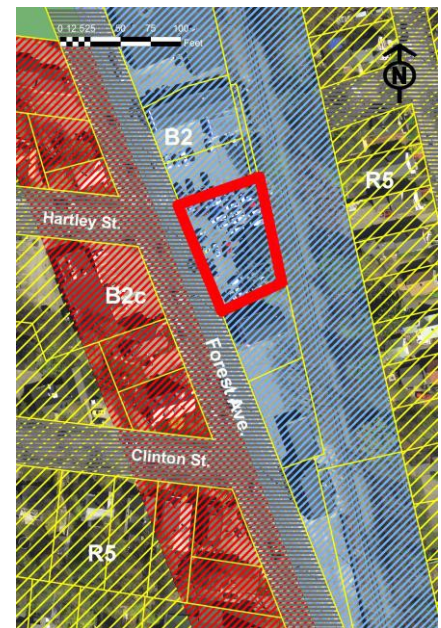 0 12.525 50 75 100
Feet
N
B2
R5
Hartley St.
B2c
Forest Ave.
Clinton St.
R5